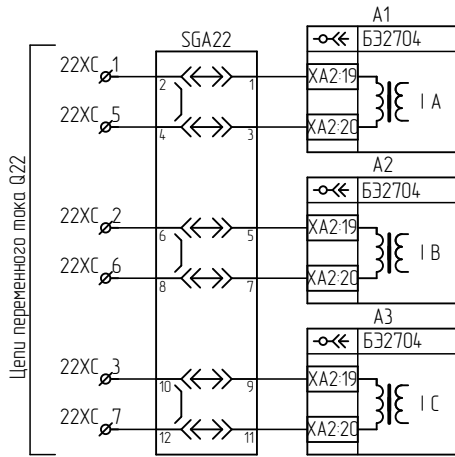 Цепи переменного тока Q22
SGA22
A1
БЭ2704
22XC 1
2
1
XA2:19
I A
22XC 5
4
3
XA2:20
A2
БЭ2704
22XC 2
6
5
XA2:19
I B
22XC 6
8
7
XA2:20
A3
БЭ2704
22XC 3
10
9
XA2:19
I C
22XC 7
12
11
XA2:20